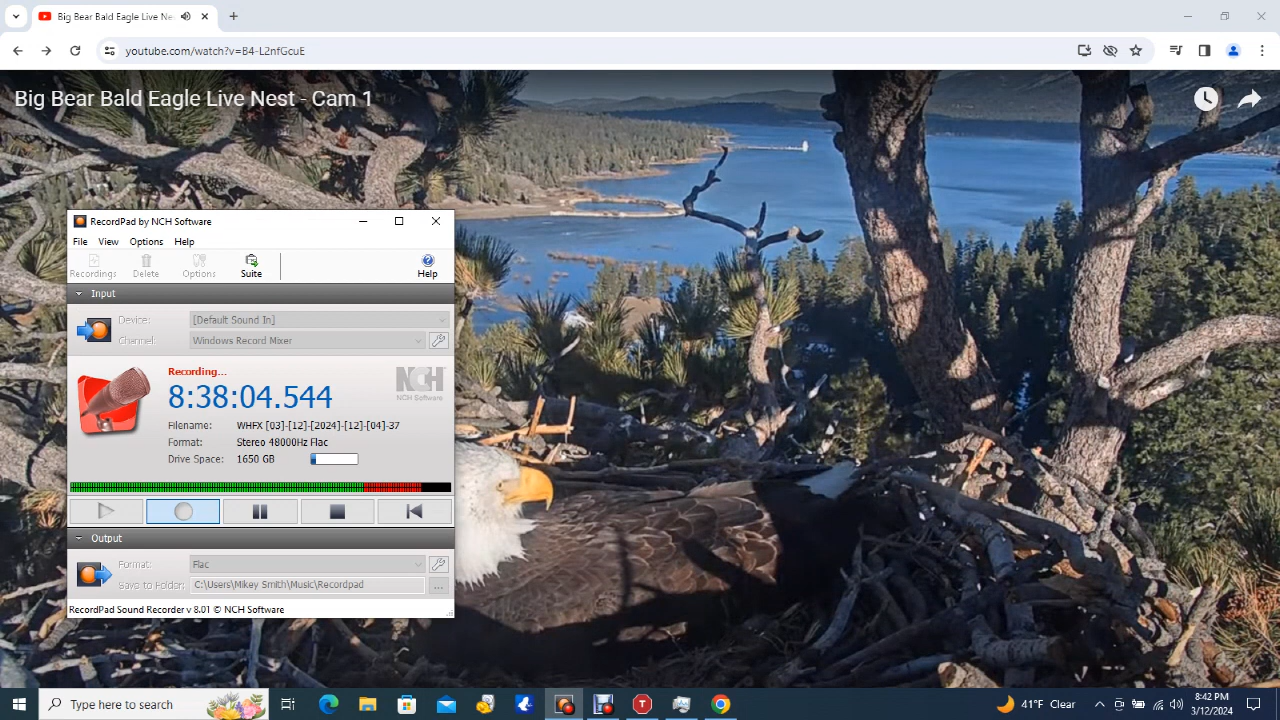 Big Bear Bald Eagle Live Ne
youtube.com/watch?v=B4-L2nfGcuE
Big Bear Bald Eagle Live Nest - Cam 1
RecordPad by NCH Software
File View Options Help
Recordings Delete Options Suite Help
Input
Device: [Default Sound In]
Channel: Windows Record Mixer
Recording...
8:38:04.544
NCH
NCH Software
Filename: WHFX [03]-[12]-[2024]-[12]-[04]-37
Format: Stereo 48000Hz Flac
Drive Space: 1650 GB
Output
Format: Flac
Save to Folder: C:\Users\Mikey Smith\Music\Recordpad
...
RecordPad Sound Recorder v 8.01 © NCH Software
Type here to search
41°F Clear
8:42 PM
3/12/2024